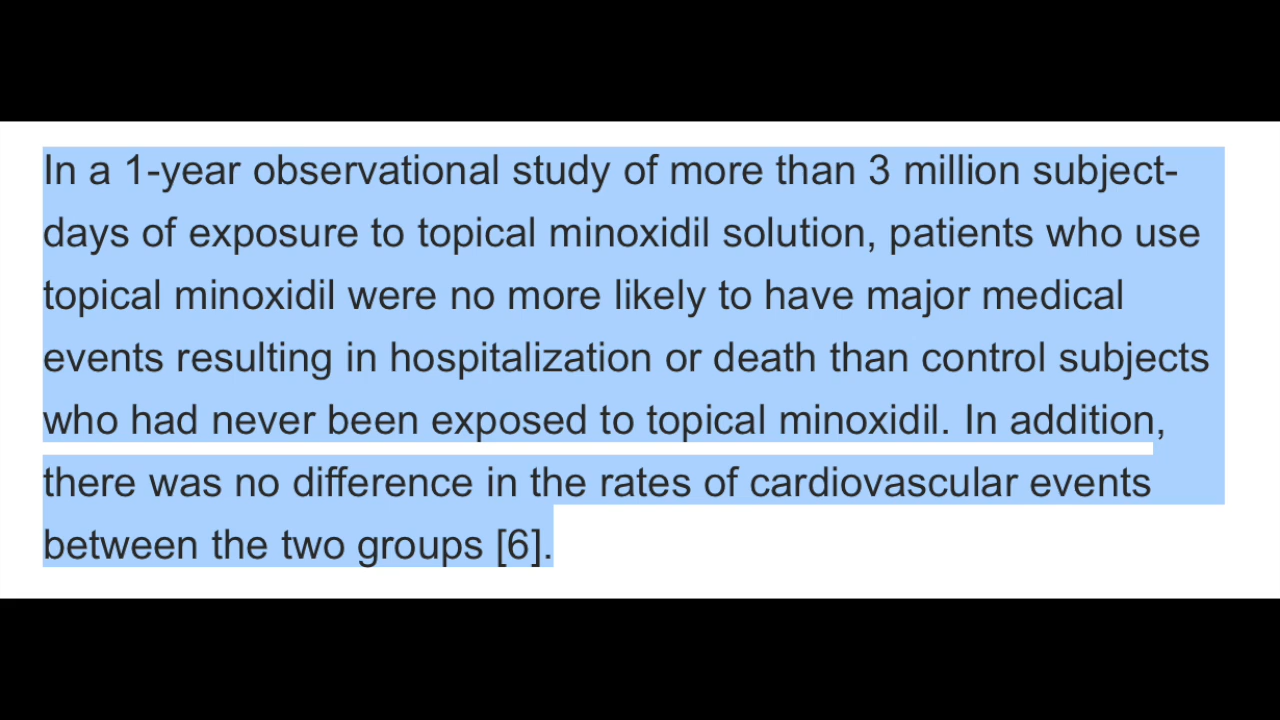 In a 1-year observational study of more than 3 million subject-
days of exposure to topical minoxidil solution, patients who use
topical minoxidil were no more likely to have major medical
events resulting in hospitalization or death than control subjects
who had never been exposed to topical minoxidil. In addition,
there was no difference in the rates of cardiovascular events
between the two groups [6].